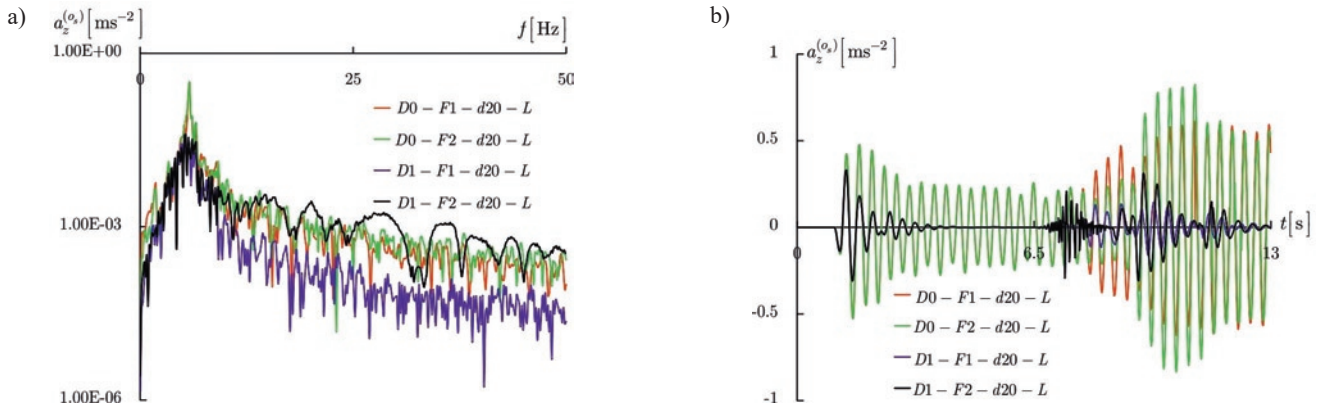 a)
a_z^(o_s) [ms⁻²]
f [Hz]
1.00E+00
0 25 50
D0 – F1 – d20 – L
D0 – F2 – d20 – L
D1 – F1 – d20 – L
D1 – F2 – d20 – L
1.00E-03
1.00E-06
b)
1
a_z^(o_s) [ms⁻²]
0.5
0
t [s]
0 6.5 13
D0 – F1 – d20 – L
-0.5
D0 – F2 – d20 – L
D1 – F1 – d20 – L
D1 – F2 – d20 – L
-1